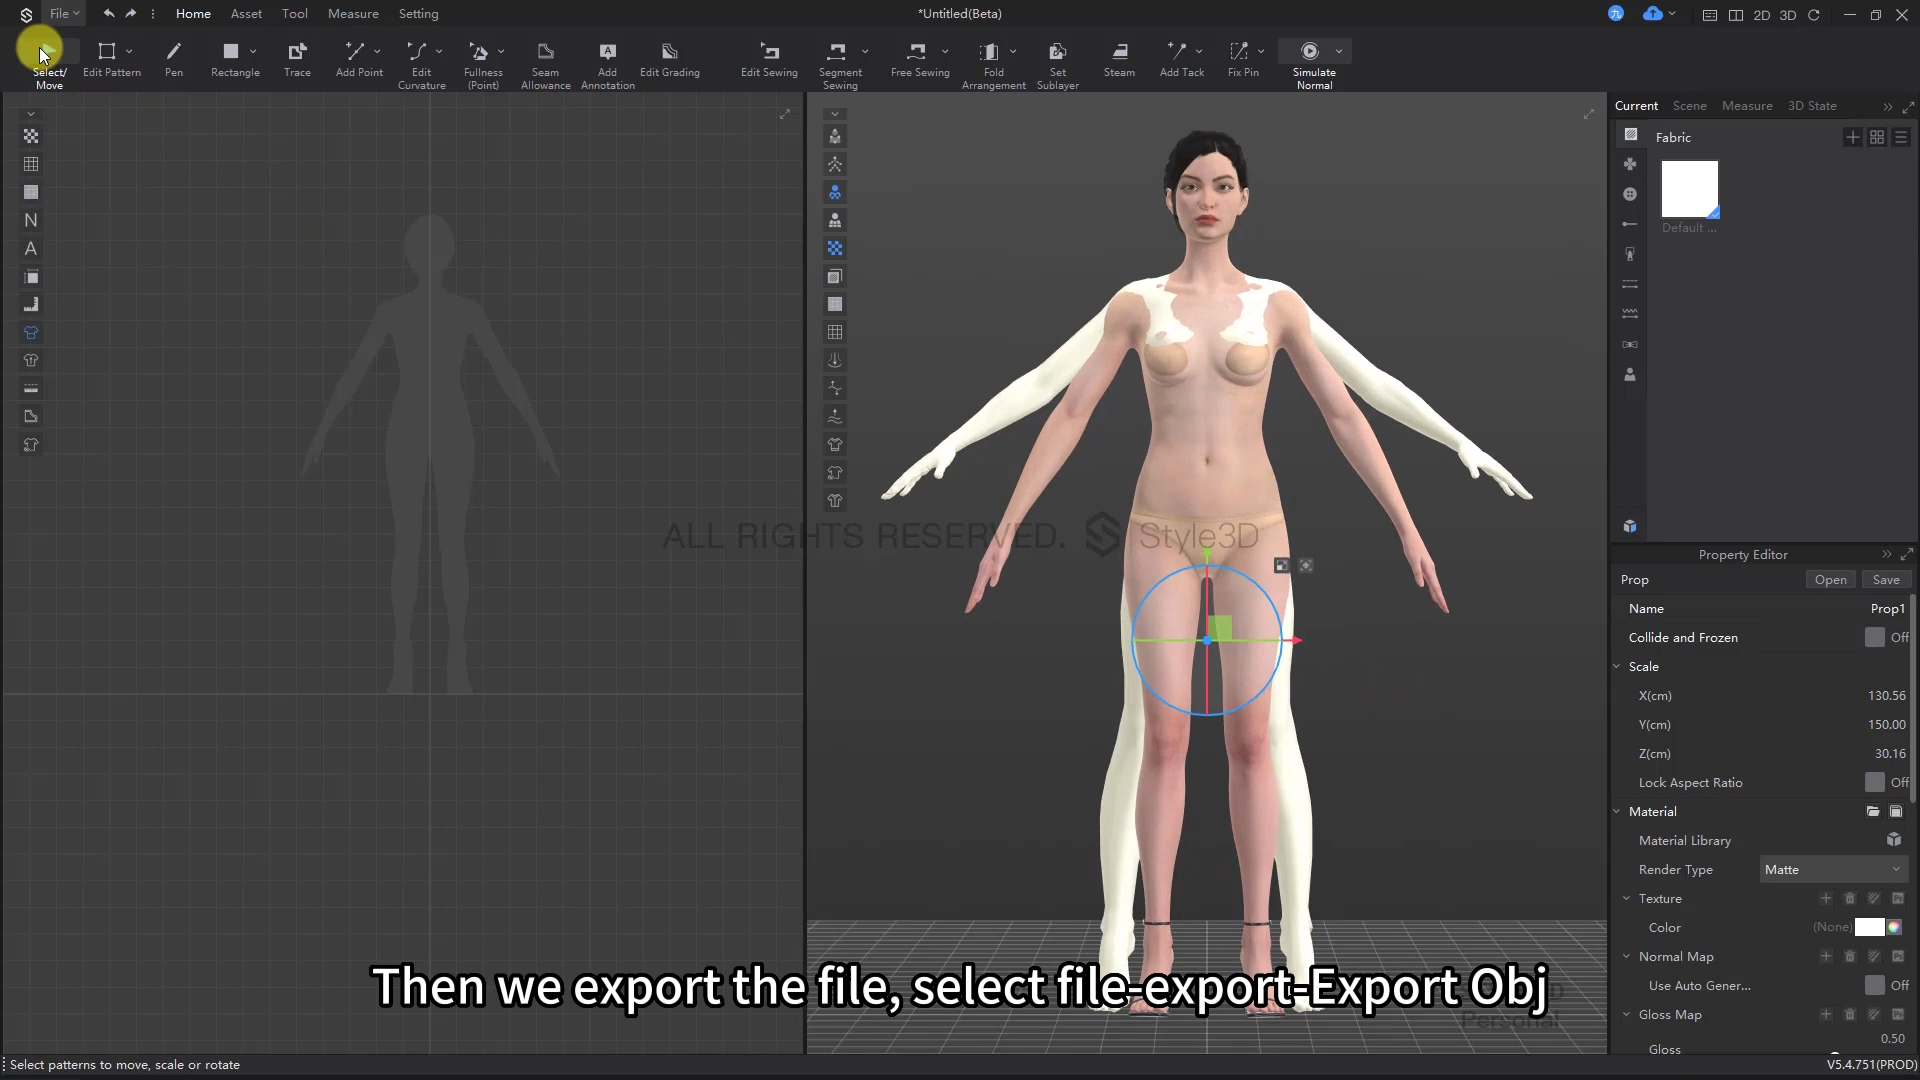 File
Home Asset Tool Measure Setting
*Untitled(Beta)
九
2D 3D
Select/
Move
Edit Pattern
Pen
Rectangle
Trace
Add Point
Edit
Curvature
Fullness
(Point)
Seam
Allowance
Add
Annotation
Edit Grading
Edit Sewing
Segment
Sewing
Free Sewing
Fold
Arrangement
Set
Sublayer
Steam
Add Tack
Fix Pin
Simulate
Normal
N
A
Current Scene Measure 3D State
Fabric
Default ...
ALL RIGHTS RESERVED. Style3D
Property Editor
Prop Open Save
Name Prop1
Collide and Frozen Off
Scale
X(cm) 130.56
Y(cm) 150.00
Z(cm) 30.16
Lock Aspect Ratio Off
Material
Material Library
Render Type Matte
Texture
Color (None)
Normal Map
Use Auto Gener... Off
Gloss Map
0.50
Gloss
Then we export the file, select file-export-Export Obj
Personal
Select patterns to move, scale or rotate
V5.4.751(PROD)